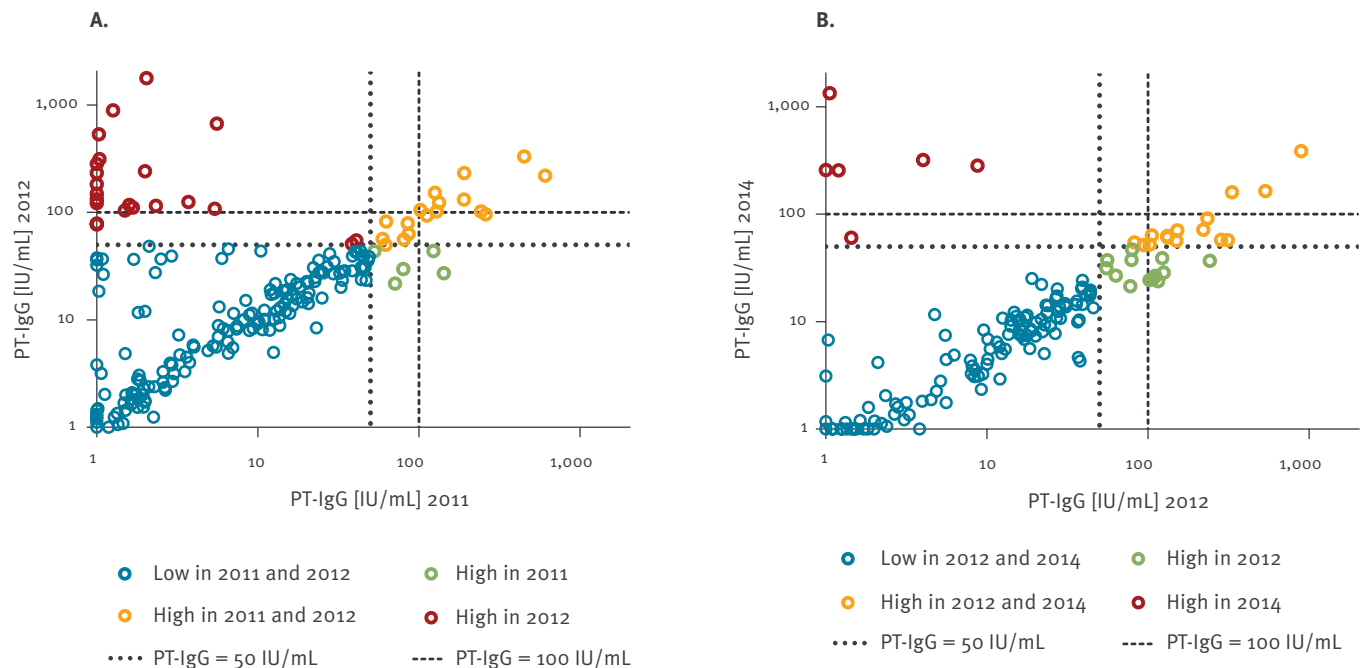 A.
PT-IgG [IU/mL] 2012
1,000
100
10
1
1
10
100
1,000
PT-IgG [IU/mL] 2011
Low in 2011 and 2012
High in 2011
High in 2011 and 2012
High in 2012
PT-IgG = 50 IU/mL
PT-IgG = 100 IU/mL
B.
PT-IgG [IU/mL] 2014
1,000
100
10
1
1
10
100
1,000
PT-IgG [IU/mL] 2012
Low in 2012 and 2014
High in 2012
High in 2012 and 2014
High in 2014
PT-IgG = 50 IU/mL
PT-IgG = 100 IU/mL